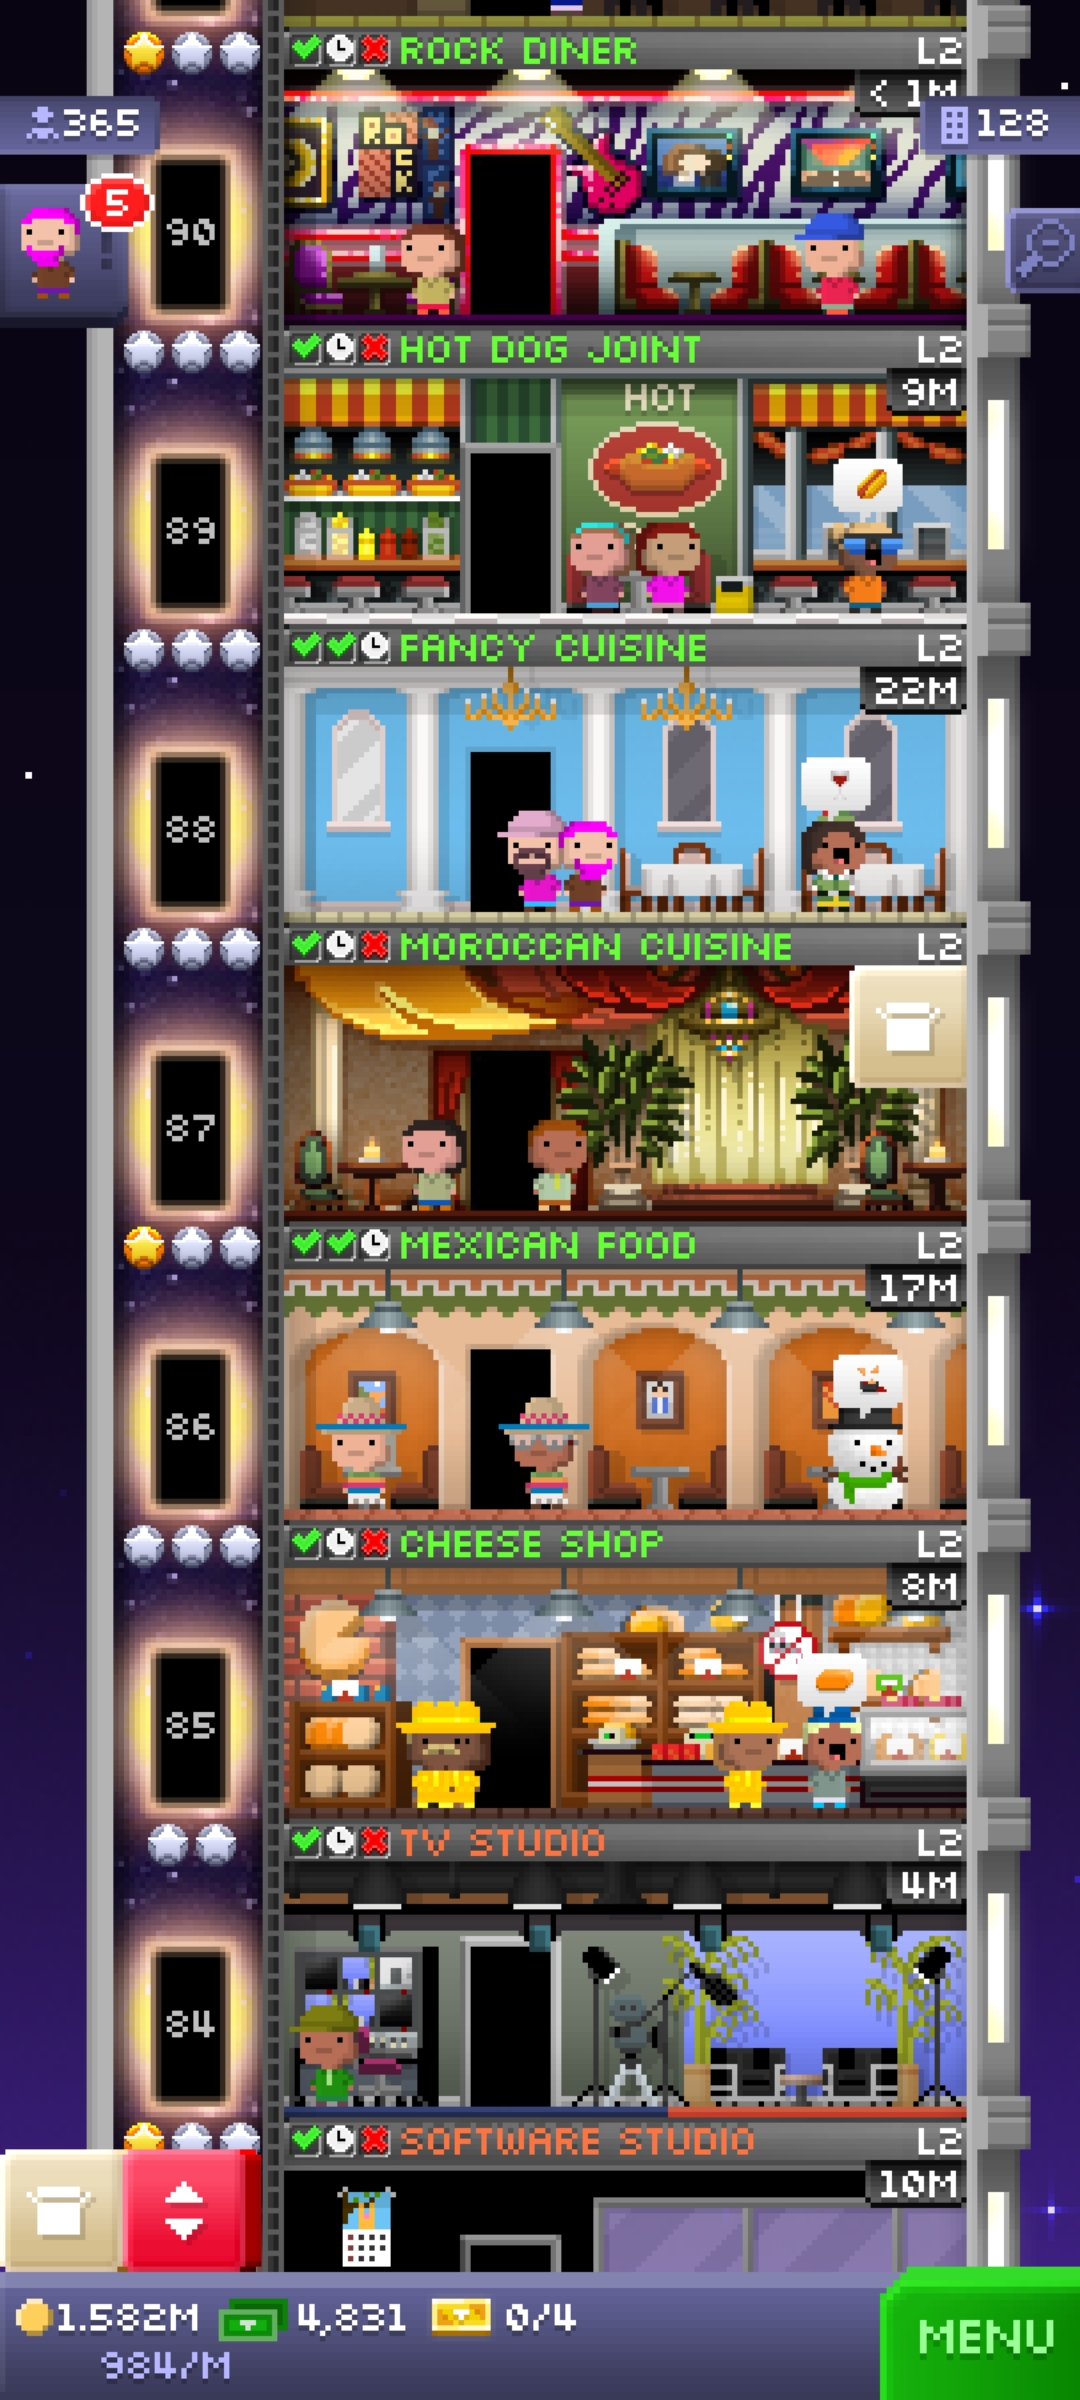 ROCK DINER L2
< 1M
365
128
5
ROCK
90
HOT DOG JOINT L2
9M
HOT
89
FANCY CUISINE L2
22M
88
MOROCCAN CUISINE L2
87
MEXICAN FOOD L2
17M
86
CHEESE SHOP L2
8M
85
TV STUDIO L2
4M
84
SOFTWARE STUDIO L2
10M
1.582M 4,831 0/4
984/M
MENU